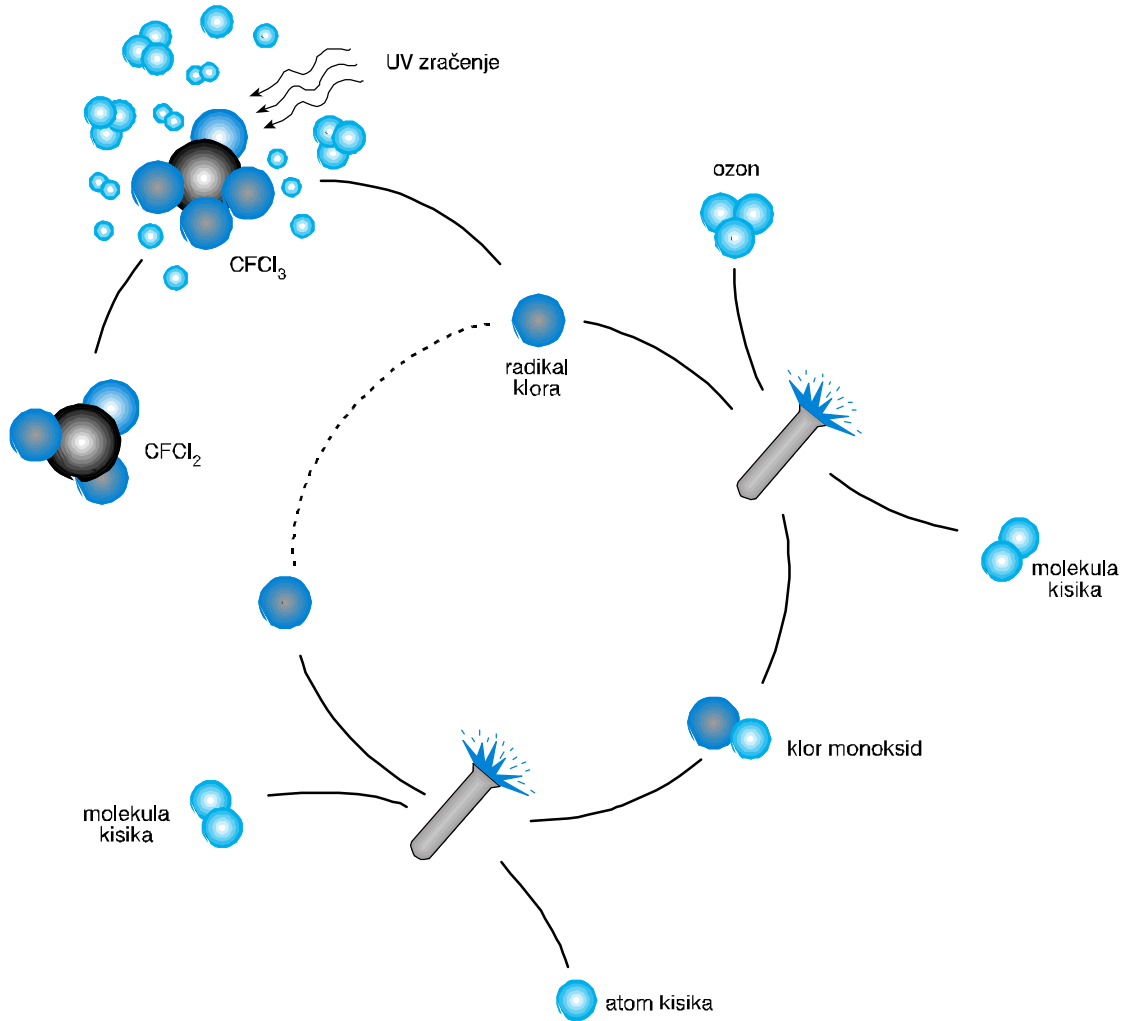 UV zračenje
ozon
CFCl₃
radikal
klora
CFCl₂
molekula
kisika
klor monoksid
molekula
kisika
atom kisika